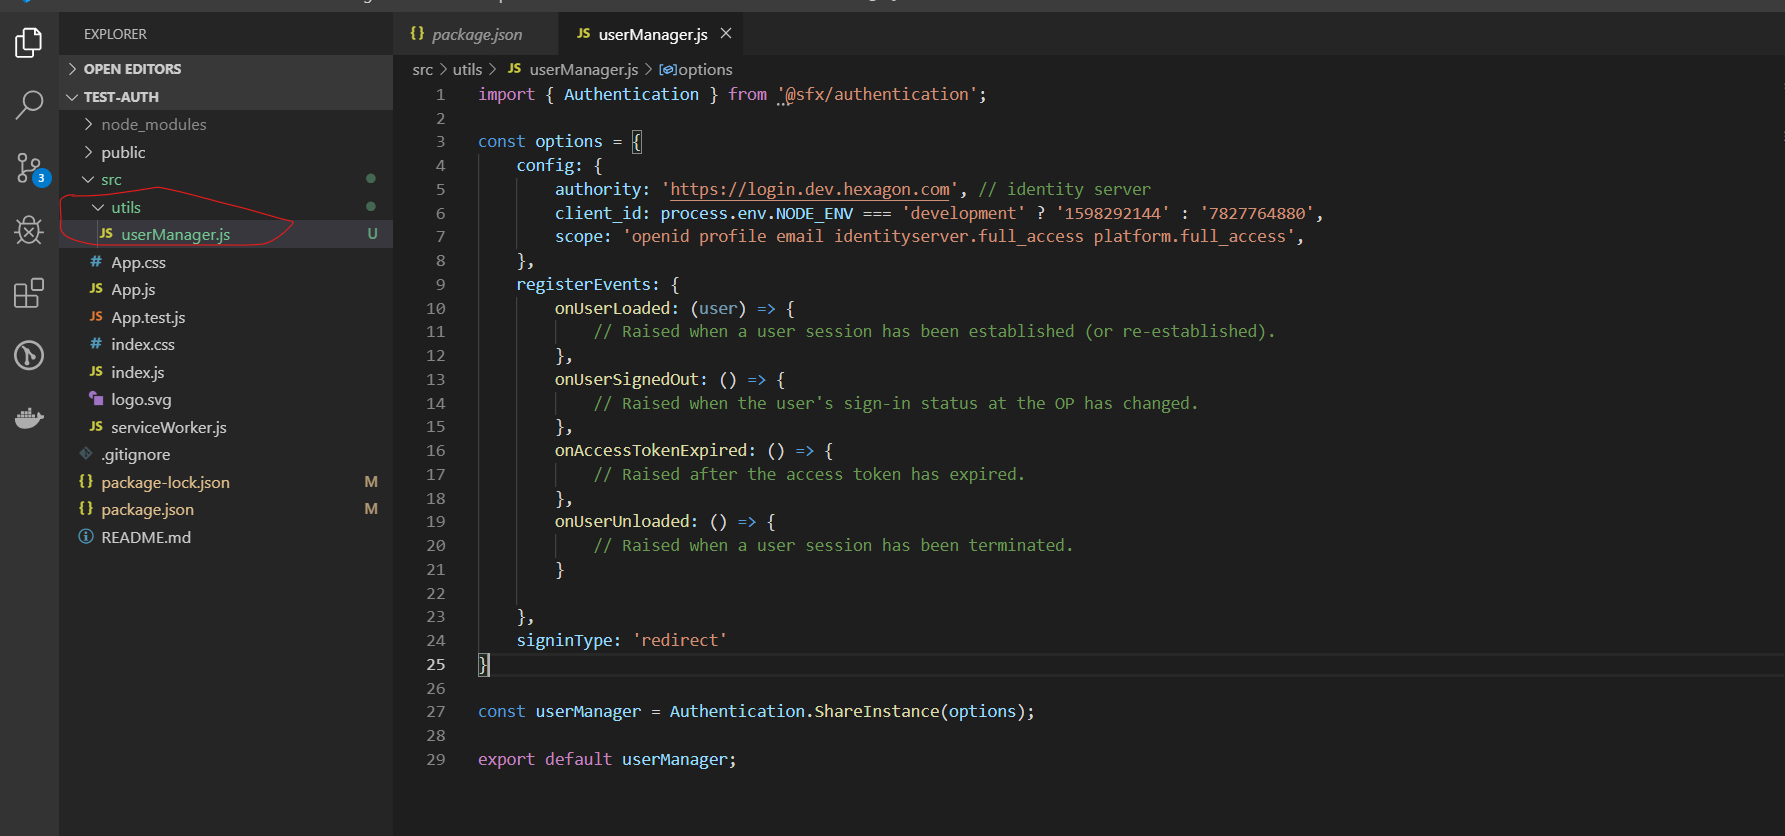 EXPLORER
OPEN EDITORS
TEST-AUTH
node_modules
public
src
utils
JS userManager.js U
# App.css
JS App.js
JS App.test.js
# index.css
JS index.js
logo.svg
JS serviceWorker.js
.gitignore
{} package-lock.json M
{} package.json M
README.md
3
{} package.json JS userManager.js ×
src > utils > JS userManager.js > options
1 import { Authentication } from '@sfx/authentication';
2
3 const options = {
4 config: {
5 authority: 'https://login.dev.hexagon.com', // identity server
6 client_id: process.env.NODE_ENV === 'development' ? '1598292144' : '7827764880',
7 scope: 'openid profile email identityserver.full_access platform.full_access',
8 },
9 registerEvents: {
10 onUserLoaded: (user) => {
11 // Raised when a user session has been established (or re-established).
12 },
13 onUserSignedOut: () => {
14 // Raised when the user's sign-in status at the OP has changed.
15 },
16 onAccessTokenExpired: () => {
17 // Raised after the access token has expired.
18 },
19 onUserUnloaded: () => {
20 // Raised when a user session has been terminated.
21 }
22
23 },
24 signinType: 'redirect'
25 }
26
27 const userManager = Authentication.ShareInstance(options);
28
29 export default userManager;